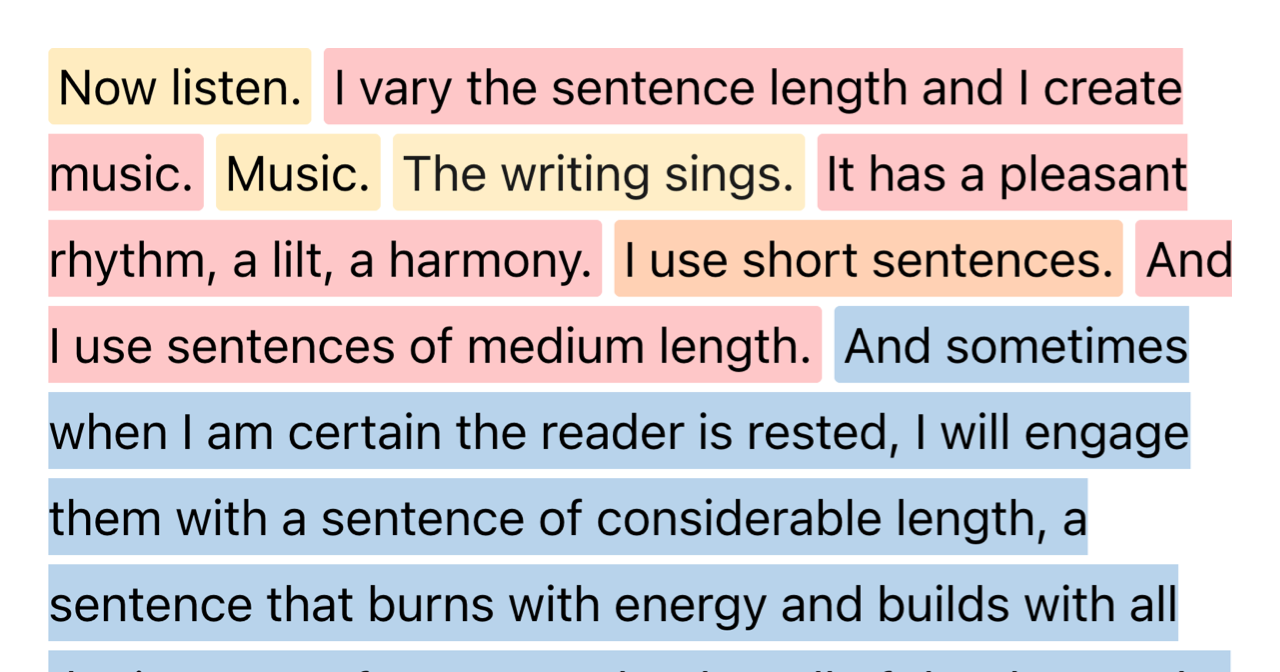 Now listen. I vary the sentence length and I create
music. Music. The writing sings. It has a pleasant
rhythm, a lilt, a harmony. I use short sentences. And
I use sentences of medium length. And sometimes
when I am certain the reader is rested, I will engage
them with a sentence of considerable length, a
sentence that burns with energy and builds with all